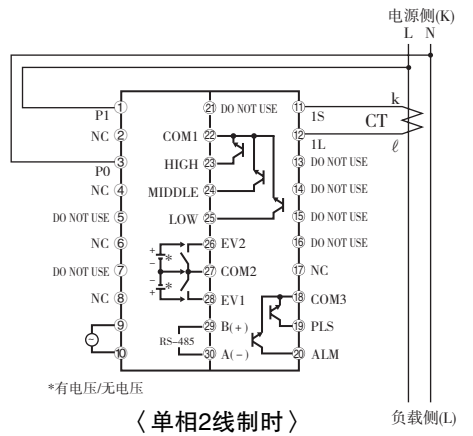 电源侧(K)
L N
① P1
NC ②
③ P0
NC ④
DO NOT USE ⑤
NC ⑥
DO NOT USE ⑦
NC ⑧
⑨
⑩
㉑ DO NOT USE
COM1 ㉒
HIGH ㉓
MIDDLE ㉔
LOW ㉕
㉖ EV2
㉗ COM2
㉘ EV1
+
−
*
−
*
+
㉙ B(+)
RS-485
㉚ A(−)
⑪ 1S
k
CT
⑫ 1L
ℓ
⑬ DO NOT USE
⑭ DO NOT USE
⑮ DO NOT USE
⑯ DO NOT USE
⑰ NC
⑱ COM3
⑲ PLS
⑳ ALM
*有电压/无电压
〈单相2线制时〉
负载侧(L)